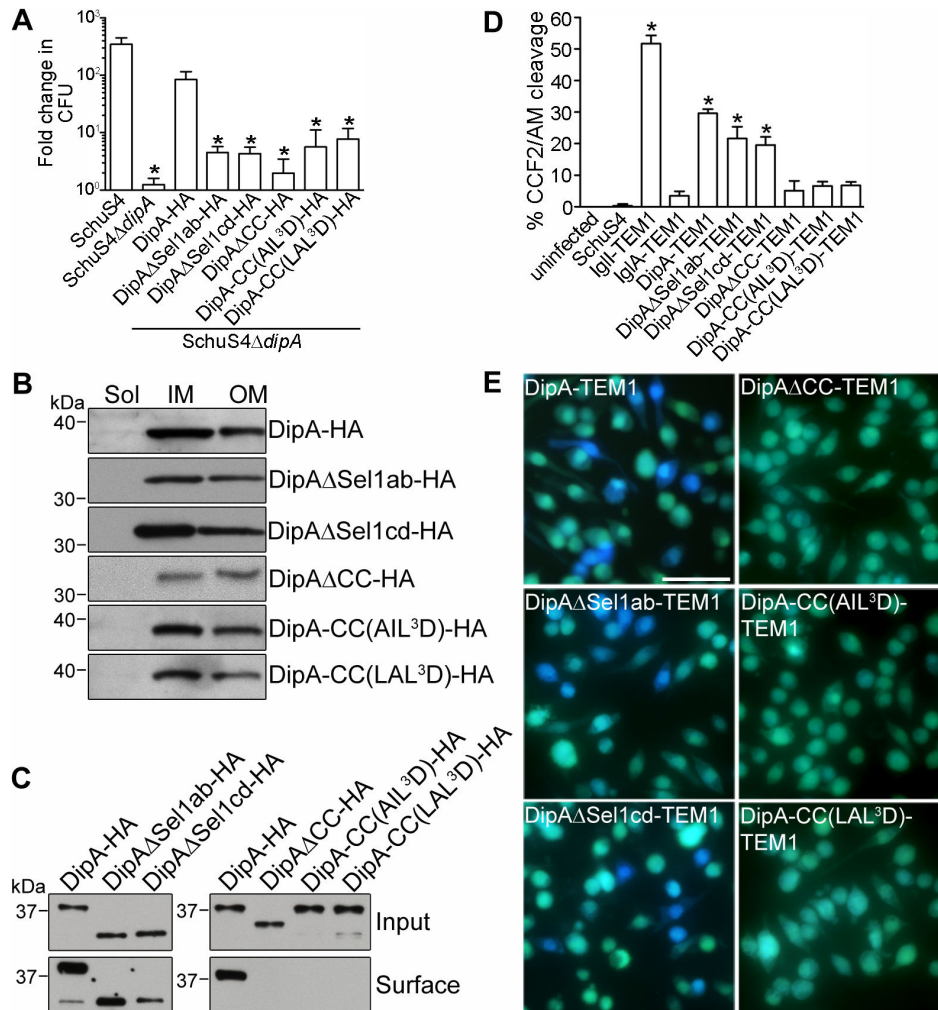 A
Fold change in
CFU
10³
10²
10¹
10⁰
SchuS4
SchuS4ΔdipA
DipA-HA
DipAΔSel1ab-HA
DipAΔSel1cd-HA
DipAΔCC-HA
DipA-CC(AIL³D)-HA
DipA-CC(LAL³D)-HA
* * * * * *
SchuS4ΔdipA
B
kDa Sol IM OM
40 DipA-HA
DipAΔSel1ab-HA
30
DipAΔSel1cd-HA
30
DipAΔCC-HA
30
40 DipA-CC(AIL³D)-HA
40 DipA-CC(LAL³D)-HA
C
DipA-HA
DipAΔSel1ab-HA
DipAΔSel1cd-HA
DipA-HA
DipAΔCC-HA
DipA-CC(AIL³D)-HA
DipA-CC(LAL³D)-HA
kDa
37 37 Input
37 37 Surface
D
% CCF2/AM cleavage
60
50
40
30
20
10
0
* * * *
uninfected
SchuS4
IglI-TEM1
IglA-TEM1
DipA-TEM1
DipAΔSel1ab-TEM1
DipAΔSel1cd-TEM1
DipAΔCC-TEM1
DipA-CC(AIL³D)-TEM1
DipA-CC(LAL³D)-TEM1
E
DipA-TEM1
DipAΔCC-TEM1
DipAΔSel1ab-TEM1
DipA-CC(AIL³D)-
TEM1
DipAΔSel1cd-TEM1
DipA-CC(LAL³D)-
TEM1